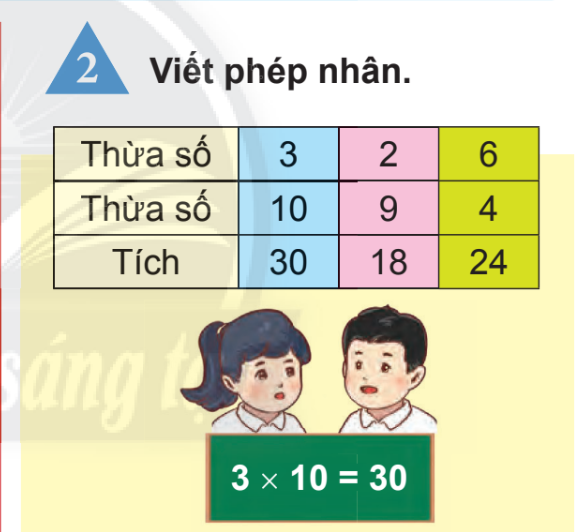 2 Viết phép nhân.
Thừa số 3 2 6
Thừa số 10 9 4
Tích 30 18 24
sáng
3 × 10 = 30